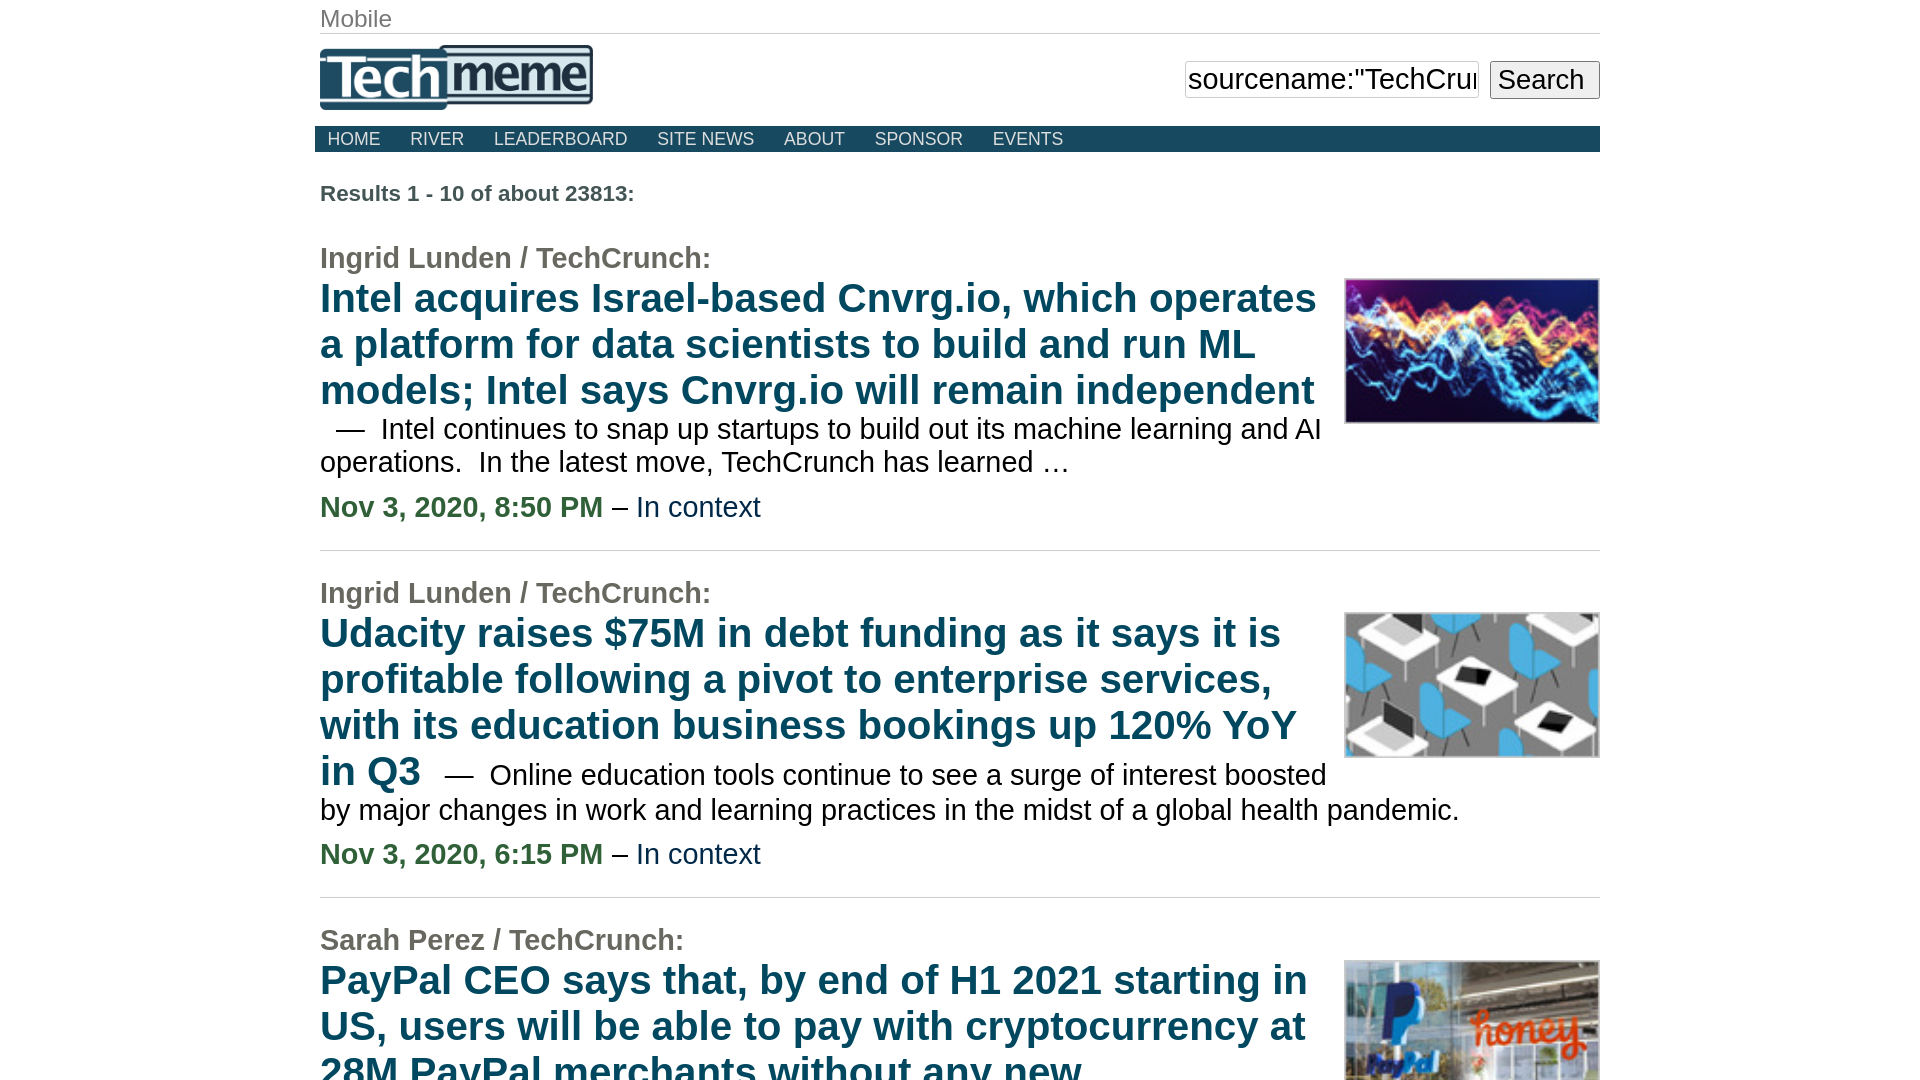 Mobile
Techmeme
sourcename:"TechCrun
Search
HOME RIVER LEADERBOARD SITE NEWS ABOUT SPONSOR EVENTS
Results 1 - 10 of about 23813:
Ingrid Lunden / TechCrunch:
Intel acquires Israel-based Cnvrg.io, which operates
a platform for data scientists to build and run ML
models; Intel says Cnvrg.io will remain independent
— Intel continues to snap up startups to build out its machine learning and AI
operations. In the latest move, TechCrunch has learned …
Nov 3, 2020, 8:50 PM – In context
Ingrid Lunden / TechCrunch:
Udacity raises $75M in debt funding as it says it is
profitable following a pivot to enterprise services,
with its education business bookings up 120% YoY
in Q3 — Online education tools continue to see a surge of interest boosted
by major changes in work and learning practices in the midst of a global health pandemic.
Nov 3, 2020, 6:15 PM – In context
Sarah Perez / TechCrunch:
PayPal CEO says that, by end of H1 2021 starting in
US, users will be able to pay with cryptocurrency at
28M PayPal merchants without any new
honey
PayPal